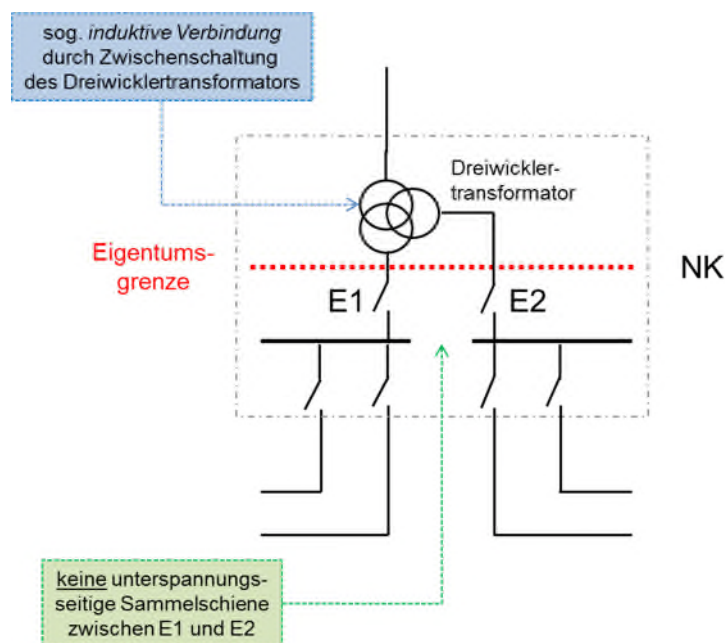 sog. induktive Verbindung
durch Zwischenschaltung
des Dreiwicklertransformators
Dreiwickler-
transformator
Eigentums-
grenze
NK
E1
E2
keine unterspannungs-
seitige Sammelschiene
zwischen E1 und E2